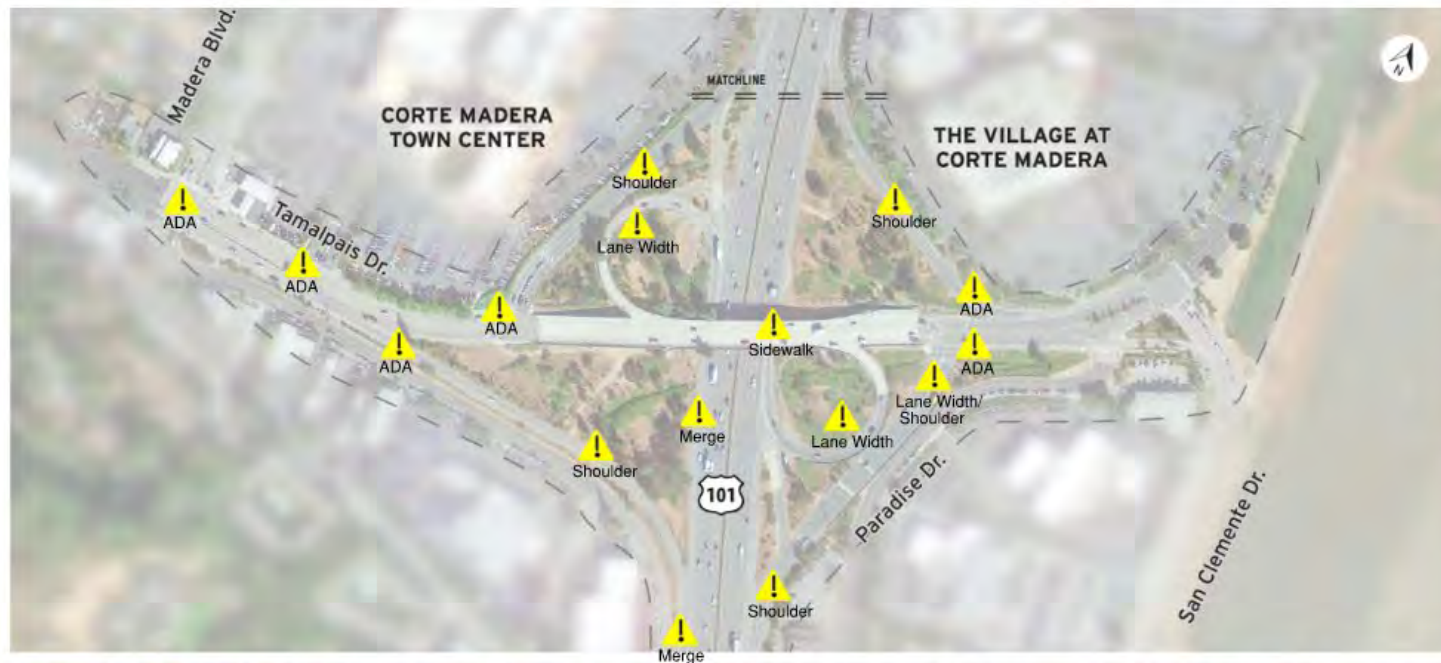 Madera Blvd.
MATCHLINE
N
CORTE MADERA
TOWN CENTER
THE VILLAGE AT
CORTE MADERA
Shoulder
Shoulder
ADA
Tamalpais Dr.
Lane Width
ADA
ADA
ADA
ADA
Sidewalk
ADA
Lane Width/
Shoulder
Merge
Lane Width
Shoulder
101
Paradise Dr.
San Clemente Dr.
Shoulder
Merge